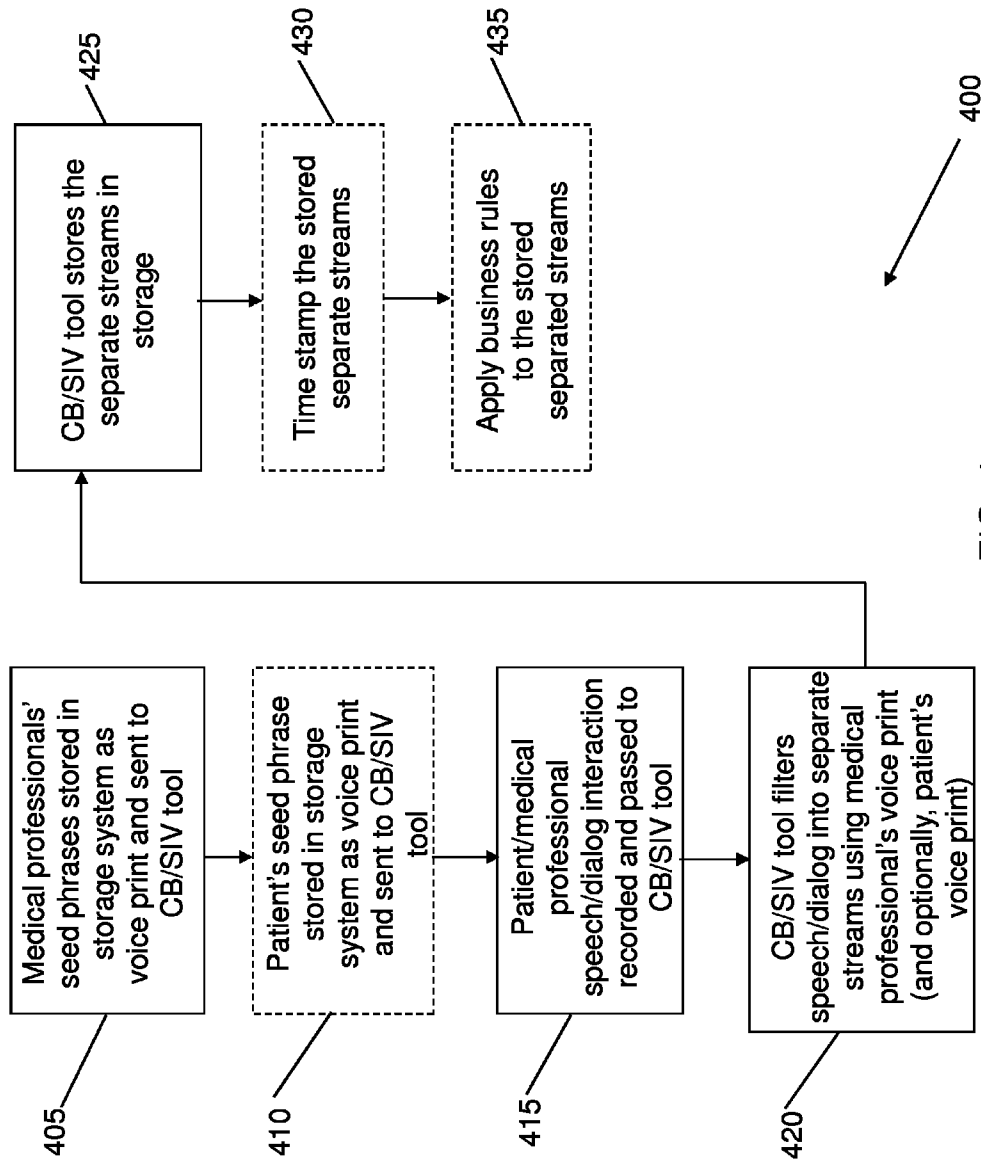 405
Medical professionals'
seed phrases stored in
storage system as
voice print and sent to
CB/SIV tool
410
Patient's seed phrase
stored in storage
system as voice print
and sent to CB/SIV
tool
415
Patient/medical
professional
speech/dialog interaction
recorded and passed to
CB/SIV tool
420
CB/SIV tool filters
speech/dialog into separate
streams using medical
professional's voice print
(and optionally, patient's
voice print)
425
CB/SIV tool stores the
separate streams in
storage
430
Time stamp the stored
separate streams
435
Apply business rules
to the stored
separated streams
400